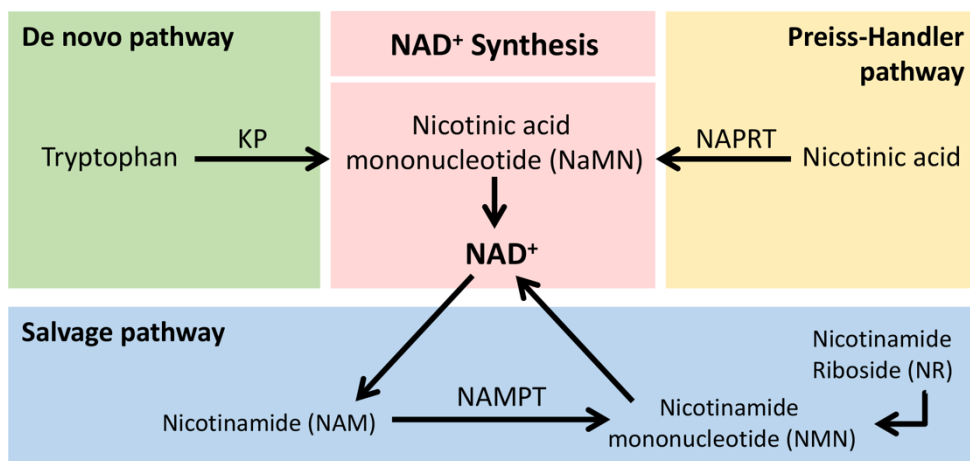 De novo pathway
NAD⁺ Synthesis
Preiss-Handler
pathway
Tryptophan
KP
Nicotinic acid
mononucleotide (NaMN)
NAPRT
Nicotinic acid
NAD⁺
Salvage pathway
Nicotinamide
Riboside (NR)
Nicotinamide (NAM)
NAMPT
Nicotinamide
mononucleotide (NMN)